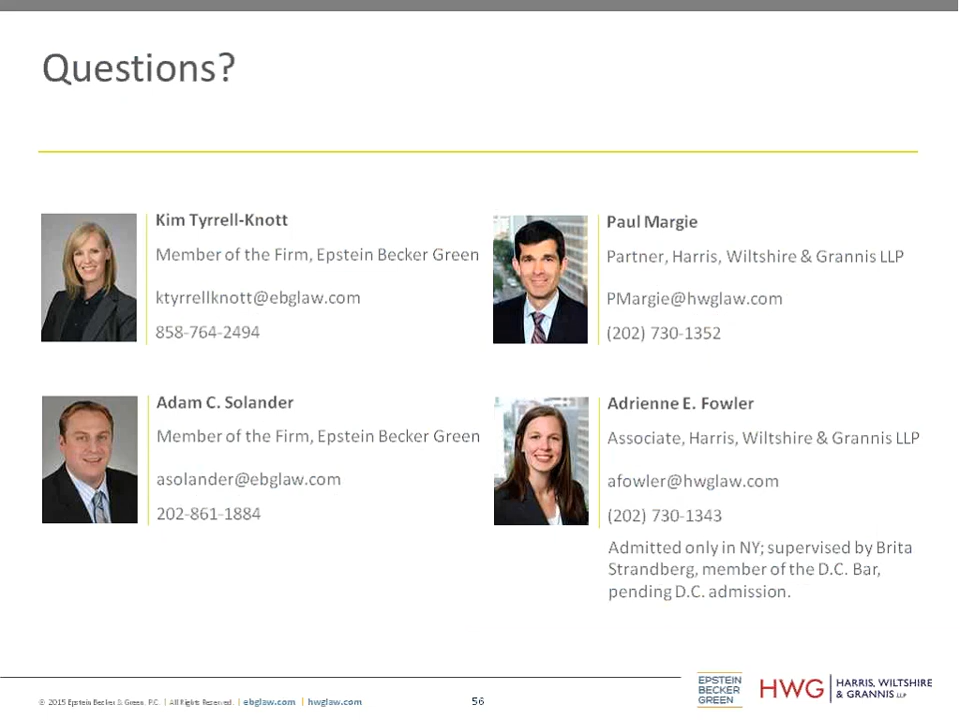 Questions?
Kim Tyrrell-Knott
Member of the Firm, Epstein Becker Green
ktyrrellknott@ebglaw.com
858-764-2494
Paul Margie
Partner, Harris, Wiltshire & Grannis LLP
PMargie@hwglaw.com
(202) 730-1352
Adam C. Solander
Member of the Firm, Epstein Becker Green
asolander@ebglaw.com
202-861-1884
Adrienne E. Fowler
Associate, Harris, Wiltshire & Grannis LLP
afowler@hwglaw.com
(202) 730-1343
Admitted only in NY; supervised by Brita
Strandberg, member of the D.C. Bar,
pending D.C. admission.
© 2015 Epstein Becker & Green, P.C. | All Rights Reserved. | ebglaw.com | hwglaw.com
56
EPSTEIN
BECKER
GREEN
HWG
HARRIS, WILTSHIRE
& GRANNIS LLP